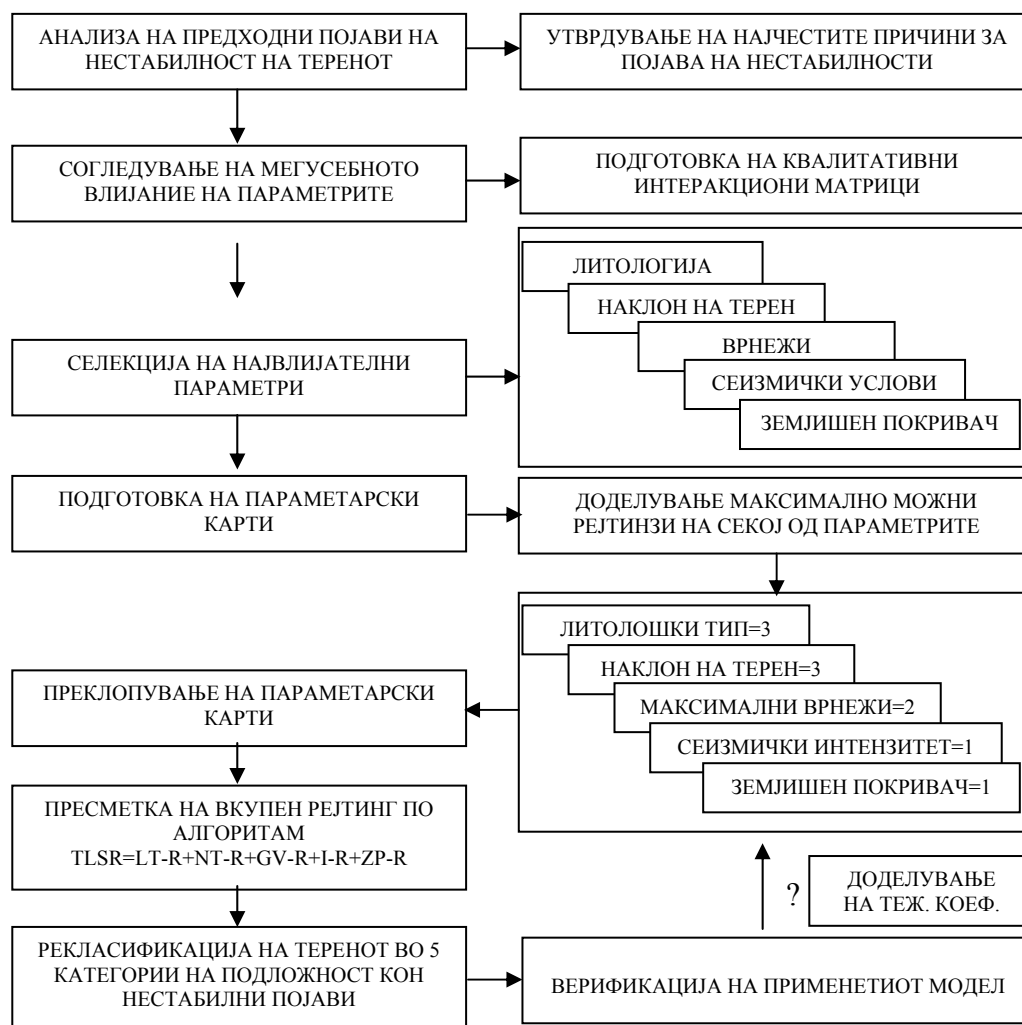 АНАЛИЗА НА ПРЕДХОДНИ ПОЈАВИ НА
НЕСТАБИЛНОСТ НА ТЕРЕНОТ
УТВРДУВАЊЕ НА НАЈЧЕСТИТЕ ПРИЧИНИ ЗА
ПОЈАВА НА НЕСТАБИЛНОСТИ
СОГЛЕДУВАЊЕ НА МЕГУСЕБНОТО
ВЛИЈАНИЕ НА ПАРАМЕТРИТЕ
ПОДГОТОВКА НА КВАЛИТАТИВНИ
ИНТЕРАКЦИОНИ МАТРИЦИ
СЕЛЕКЦИЈА НА НАЈВЛИЈАТЕЛНИ
ПАРАМЕТРИ
ЛИТОЛОГИЈА
НАКЛОН НА ТЕРЕН
ВРНЕЖИ
СЕИЗМИЧКИ УСЛОВИ
ЗЕМЈИШЕН ПОКРИВАЧ
ПОДГОТОВКА НА ПАРАМЕТАРСКИ
КАРТИ
ДОДЕЛУВАЊЕ МАКСИМАЛНО МОЖНИ
РЕЈТИНЗИ НА СЕКОЈ ОД ПАРАМЕТРИТЕ
ЛИТОЛОШКИ ТИП=3
НАКЛОН НА ТЕРЕН=3
МАКСИМАЛНИ ВРНЕЖИ=2
СЕИЗМИЧКИ ИНТЕНЗИТЕТ=1
ЗЕМЈИШЕН ПОКРИВАЧ=1
ПРЕКЛОПУВАЊЕ НА ПАРАМЕТАРСКИ
КАРТИ
ПРЕСМЕТКА НА ВКУПЕН РЕЈТИНГ ПО
АЛГОРИТАМ
TLSR=LT-R+NT-R+GV-R+I-R+ZP-R
?
ДОДЕЛУВАЊЕ
НА ТЕЖ. КОЕФ.
РЕКЛАСИФИКАЦИЈА НА ТЕРЕНОТ ВО 5
КАТЕГОРИИ НА ПОДЛОЖНОСТ КОН
НЕСТАБИЛНИ ПОЈАВИ
ВЕРИФИКАЦИЈА НА ПРИМЕНЕТИОТ МОДЕЛ